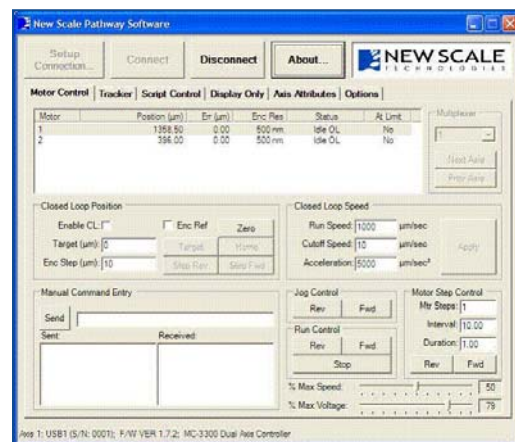 New Scale Pathway Software
Setup Connection... Connect Disconnect About... NEW SCALE TECHNOLOGIES
Motor Control Tracker Script Control Display Only Axis Attributes Options
Motor Position (µm) Err (µm) Enc Res Status At Limit
1 1358.50 0.00 500 nm Idle OL No
2 396.00 0.00 500 nm Idle OL No
Multiplexer
1
Next Axis
Prev Axis
Closed Loop Position
Enable CL: Enc Ref Zero
Target (µm): 0 Target Home
Enc Step (µm): 10 Step Rev Step Fwd
Closed Loop Speed
Run Speed: 1000 µm/sec
Cutoff Speed: 10 µm/sec
Acceleration: 5000 µm/sec²
Apply
Manual Command Entry
Send
Sent: Received:
Jog Control
Rev Fwd
Run Control
Rev Fwd
Stop
Motor Step Control
Mtr Steps: 1
Interval: 10.00
Duration: 1.00
Rev Fwd
% Max Speed: 50
% Max Voltage: 79
Axis 1: USB1 (S/N: 0001); F/W VER 1.7.2; MC-3300 Dual Axis Controller